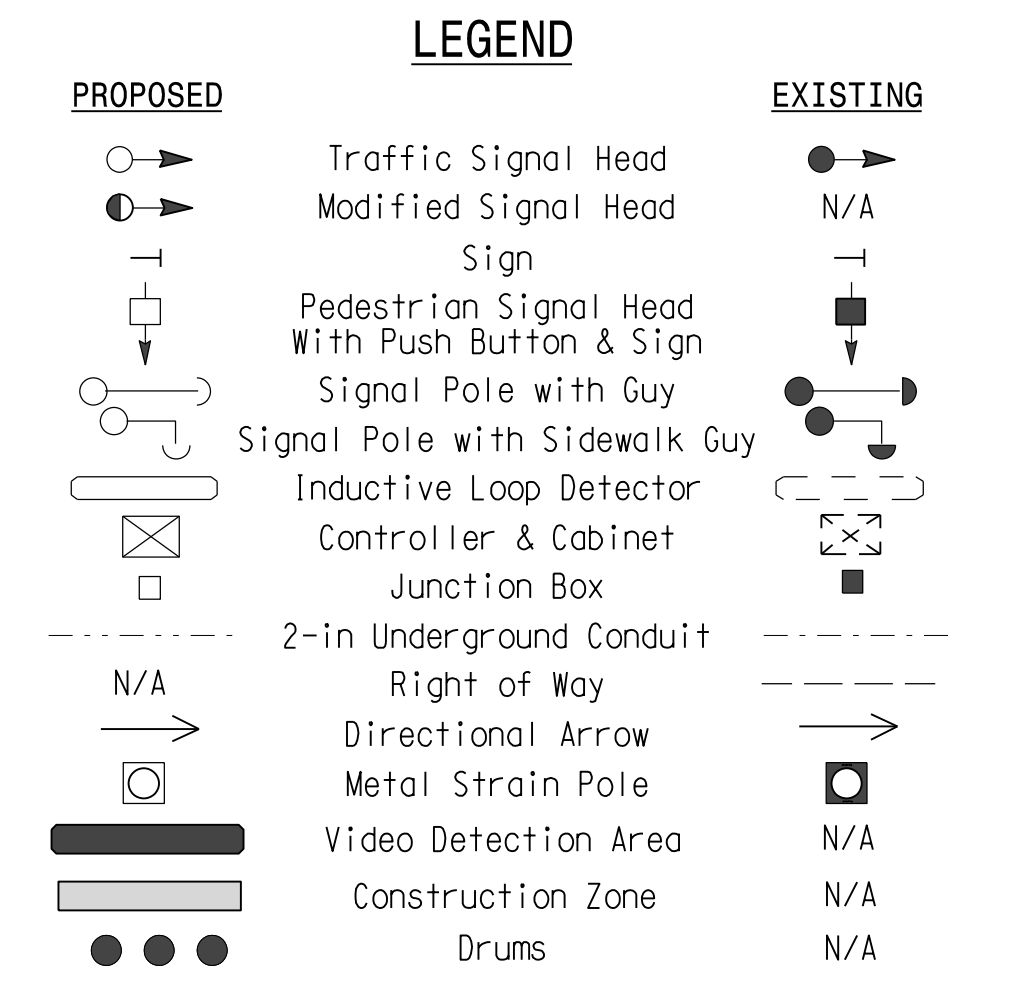 LEGEND
PROPOSED EXISTING
Traffic Signal Head
Modified Signal Head N/A
Sign
Pedestrian Signal Head
With Push Button & Sign
Signal Pole with Guy
Signal Pole with Sidewalk Guy
Inductive Loop Detector
Controller & Cabinet
Junction Box
2-in Underground Conduit
N/A Right of Way
Directional Arrow
Metal Strain Pole
Video Detection Area N/A
Construction Zone N/A
Drums N/A